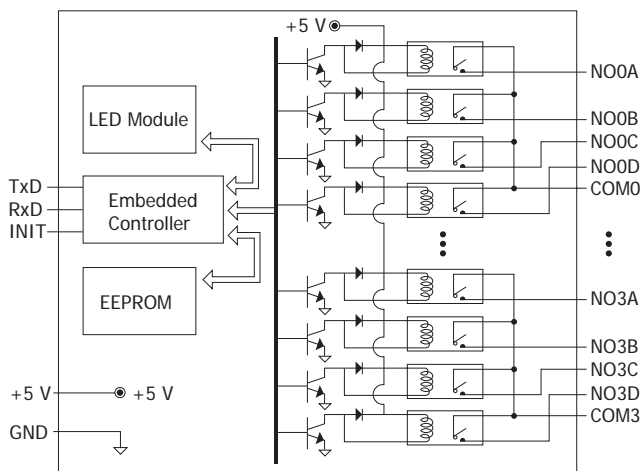 +5 V
NO0A
LED Module
NO0B
NO0C
NO0D
TxD
COM0
Embedded
Controller
RxD
INIT
EEPROM
NO3A
NO3B
NO3C
+5 V
+5 V
NO3D
COM3
GND